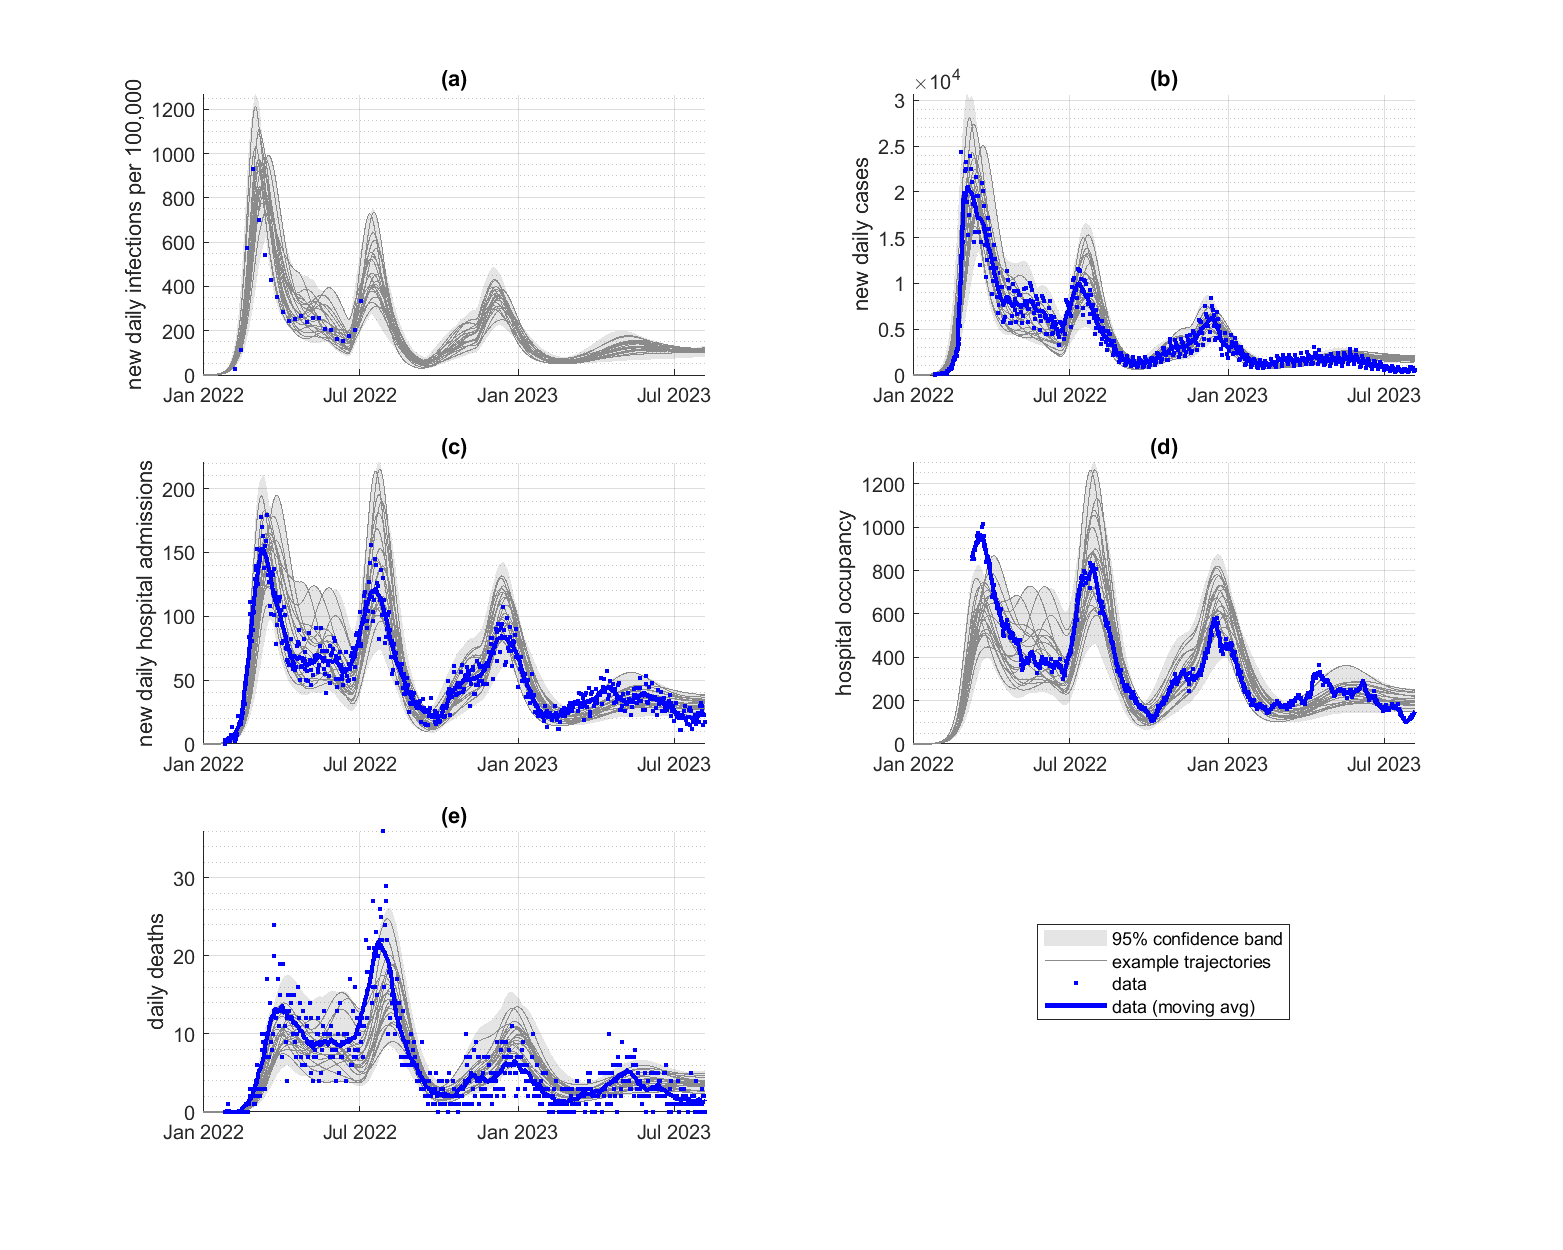 (a)
new daily infections per 100,000
1200
1000
800
600
400
200
0
Jan 2022 Jul 2022 Jan 2023 Jul 2023
(b)
×10^4
new daily cases
3
2.5
2
1.5
1
0.5
0
Jan 2022 Jul 2022 Jan 2023 Jul 2023
(c)
new daily hospital admissions
200
150
100
50
0
Jan 2022 Jul 2022 Jan 2023 Jul 2023
(d)
hospital occupancy
1200
1000
800
600
400
200
0
Jan 2022 Jul 2022 Jan 2023 Jul 2023
(e)
daily deaths
30
20
10
0
Jan 2022 Jul 2022 Jan 2023 Jul 2023
95% confidence band
example trajectories
data
data (moving avg)